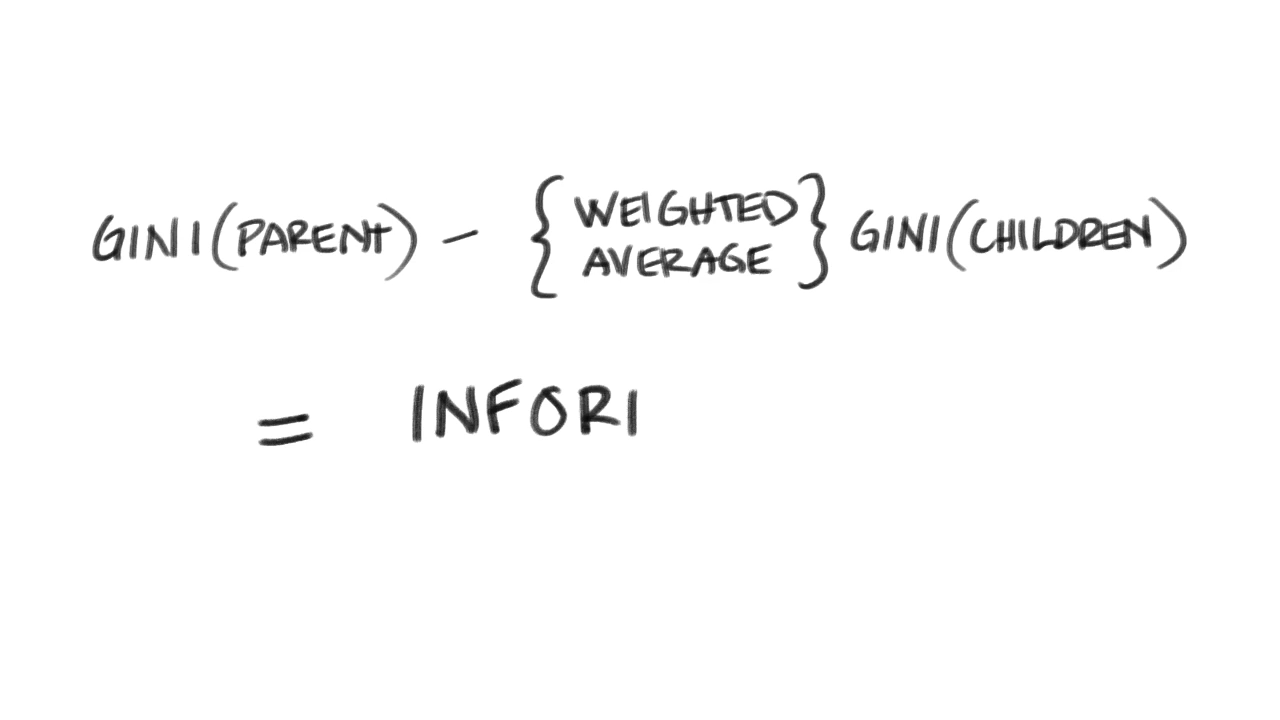 GINI(PARENT) - { WEIGHTED AVERAGE } GINI(CHILDREN)
= INFORI